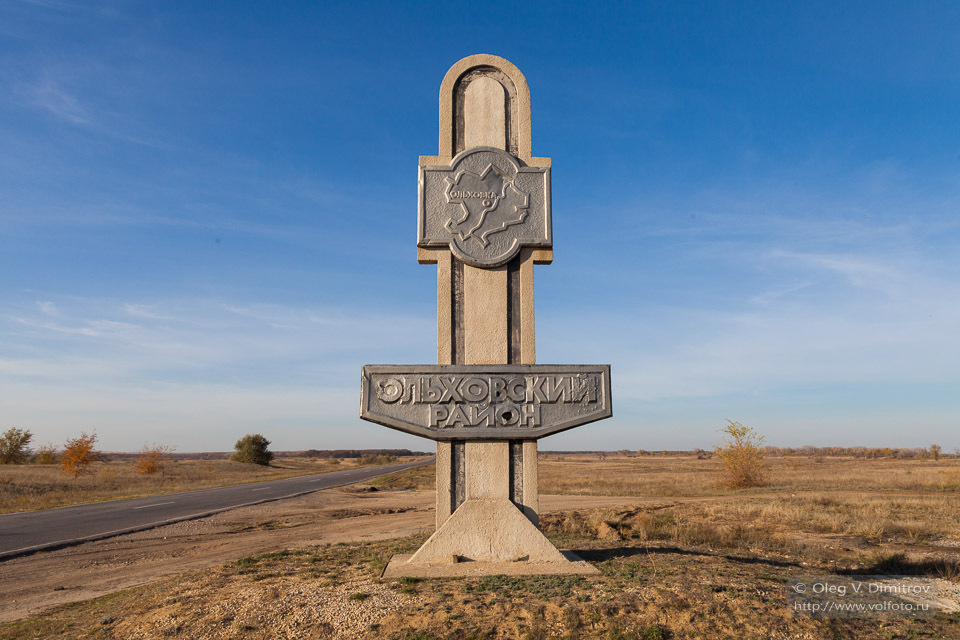 ОЛЬХОВКА
ОЛЬХОВСКИЙ
РАЙОН
© Oleg V. Dimitrov
http://www.volfoto.ru